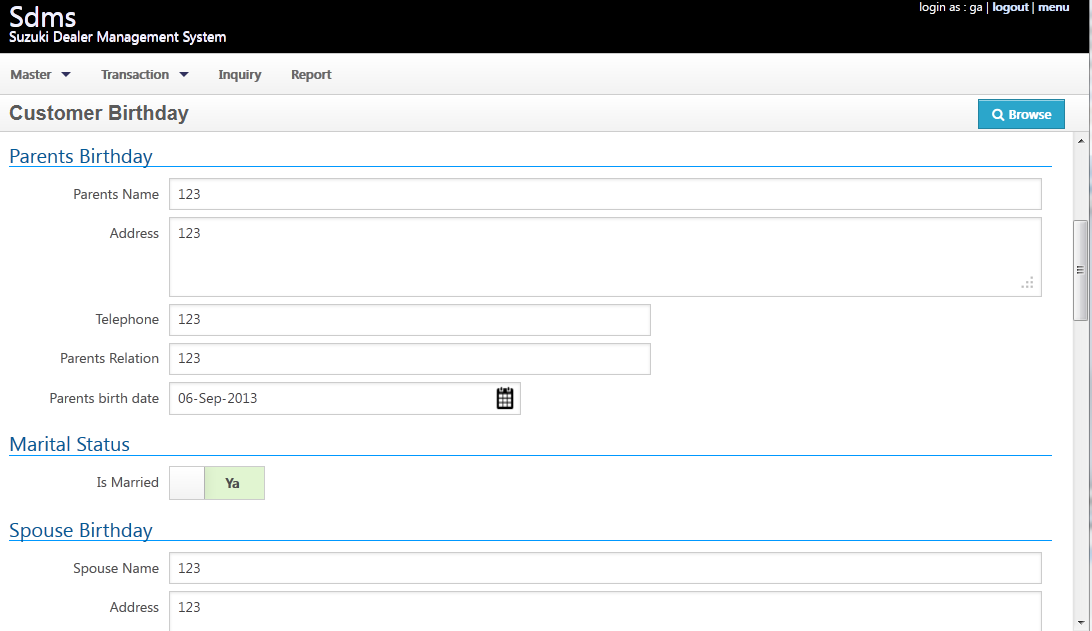 Sdms
login as : ga | logout | menu
Suzuki Dealer Management System
Master Transaction Inquiry Report
Customer Birthday
Browse
Parents Birthday
Parents Name 123
Address 123
Telephone 123
Parents Relation 123
Parents birth date 06-Sep-2013
Marital Status
Is Married Ya
Spouse Birthday
Spouse Name 123
Address 123